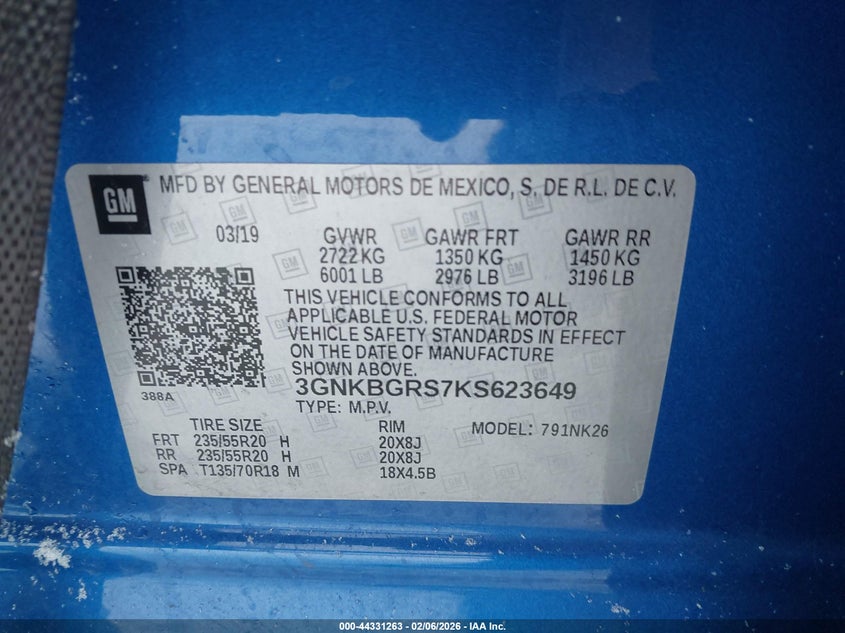 GM
MFD BY GENERAL MOTORS DE MEXICO, S, DE R.L. DE C.V.
03/19 GVWR GAWR FRT GAWR RR
2722 KG 1350 KG 1450 KG
6001 LB 2976 LB 3196 LB
THIS VEHICLE CONFORMS TO ALL
APPLICABLE U.S. FEDERAL MOTOR
VEHICLE SAFETY STANDARDS IN EFFECT
ON THE DATE OF MANUFACTURE
SHOWN ABOVE.
388A
3GNKBGRS7KS623649
TYPE: M.P.V.
TIRE SIZE RIM MODEL: 791NK26
FRT 235/55R20 H 20X8J
RR 235/55R20 H 20X8J
SPA T135/70R18 M 18X4.5B
000-44331263 - 02/06/2026 - IAA Inc.